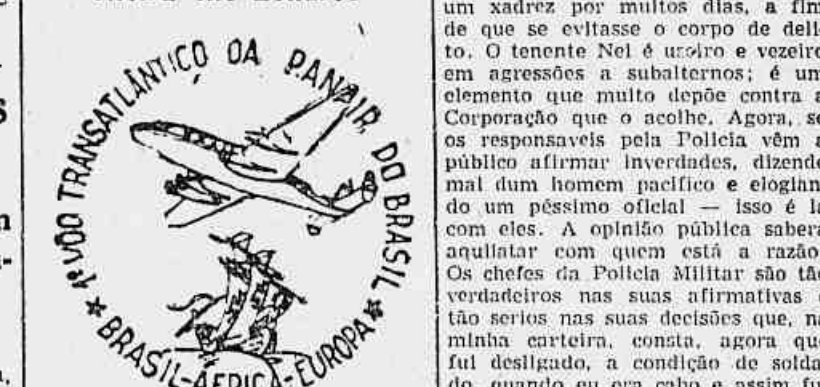 1º VÔO TRANSATLÂNTICO DA PANAIR DO BRASIL
★ BRASIL-AFRICA-EUROPA ★
um xadrez por muitos dias, a fim
de que se evitasse o corpo de deli-
to. O tenente Nel é useiro e vezeiro
em agressões a subalternos; é um
elemento que muito depõe contra a
Corporação que o acolhe. Agora, se
os responsaveis pela Policia vêm a
público afirmar inverdades, dizendo
mal dum homem pacifico e elogian-
do um péssimo oficial — isso é lá
com eles. A opinião pública saberá
aquilatar com quem está a razão.
Os chefes da Policia Militar são tão
verdadeiros nas suas afirmativas e
tão serios nas suas decisões que, na
minha carteira, consta, agora que
fui desligado, a condição de solda-
do, quando eu era cabo e assim fui